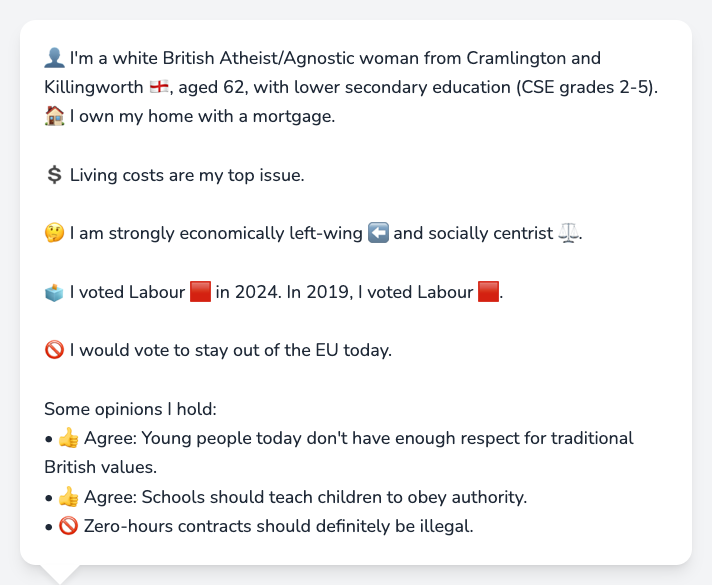 👤 I'm a white British Atheist/Agnostic woman from Cramlington and
Killingworth 🏴󠁧󠁢󠁥󠁮󠁧󠁿, aged 62, with lower secondary education (CSE grades 2-5).
🏠 I own my home with a mortgage.
💲 Living costs are my top issue.
🤔 I am strongly economically left-wing ⬅️ and socially centrist ⚖️.
🗳️ I voted Labour 🟥 in 2024. In 2019, I voted Labour 🟥.
🚫 I would vote to stay out of the EU today.
Some opinions I hold:
• 👍 Agree: Young people today don't have enough respect for traditional
British values.
• 👍 Agree: Schools should teach children to obey authority.
• 🚫 Zero-hours contracts should definitely be illegal.